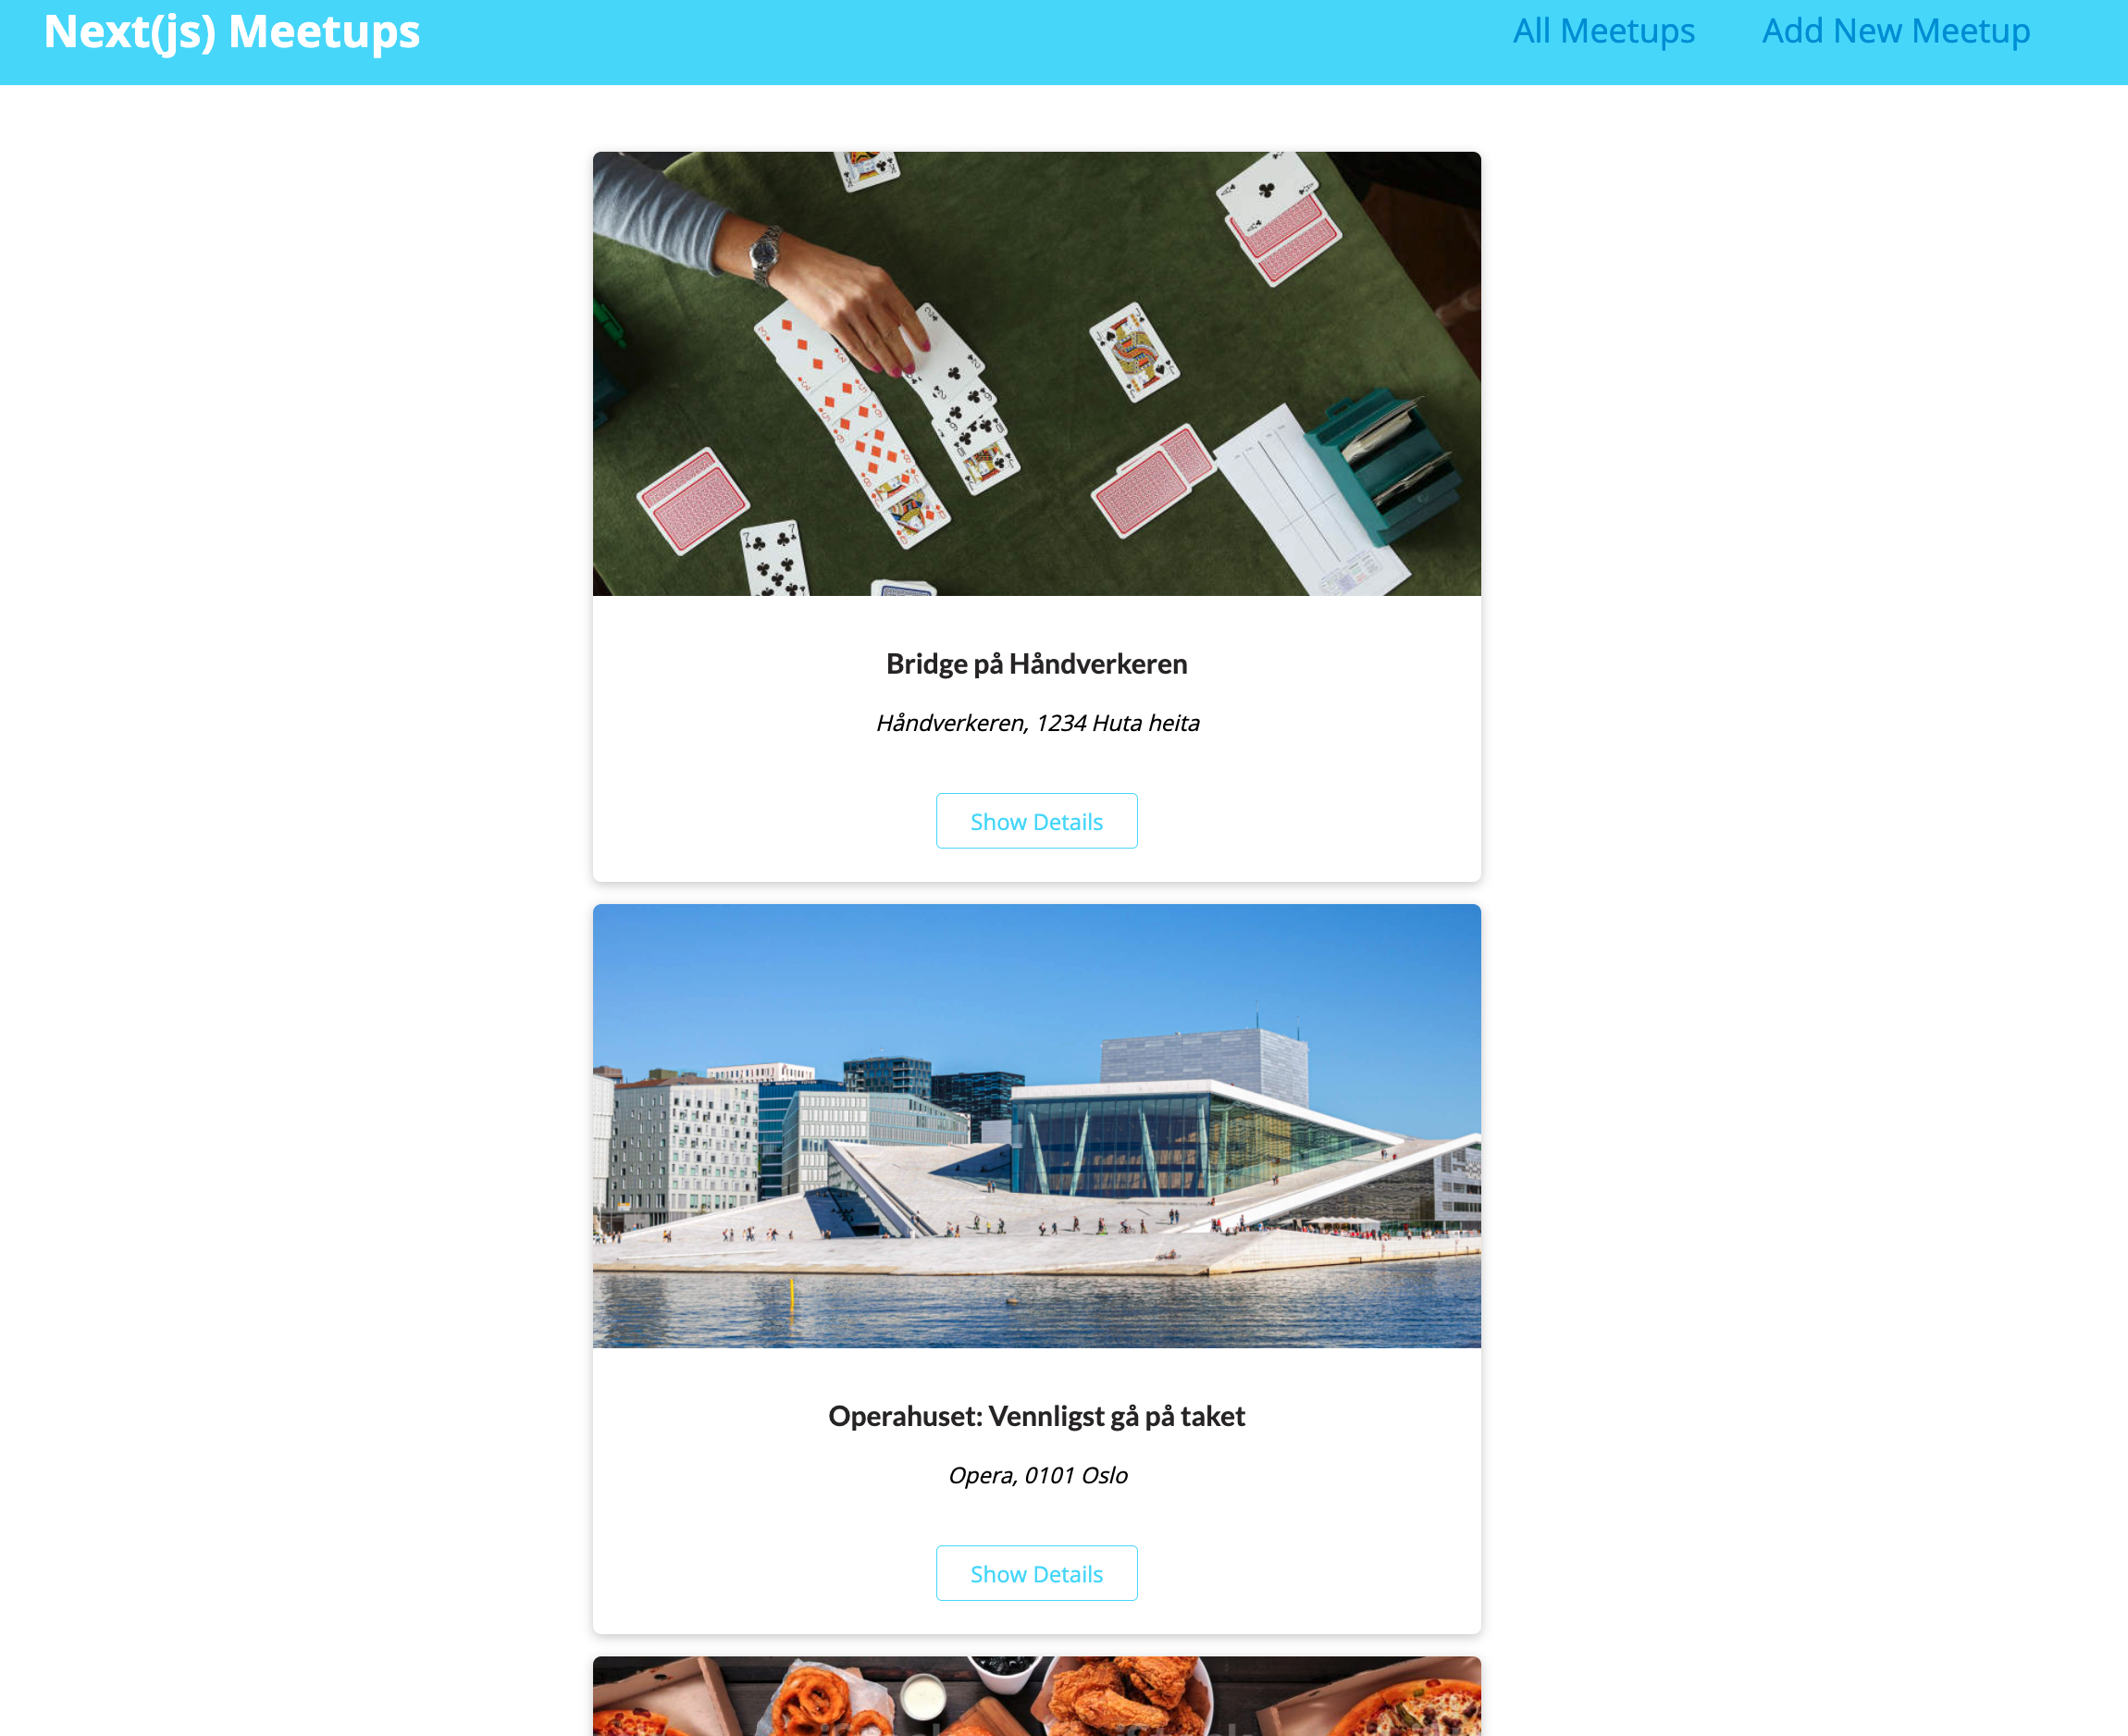 Next(js) Meetups
All Meetups
Add New Meetup
Bridge på Håndverkeren
Håndverkeren, 1234 Huta heita
Show Details
Operahuset: Vennligst gå på taket
Opera, 0101 Oslo
Show Details